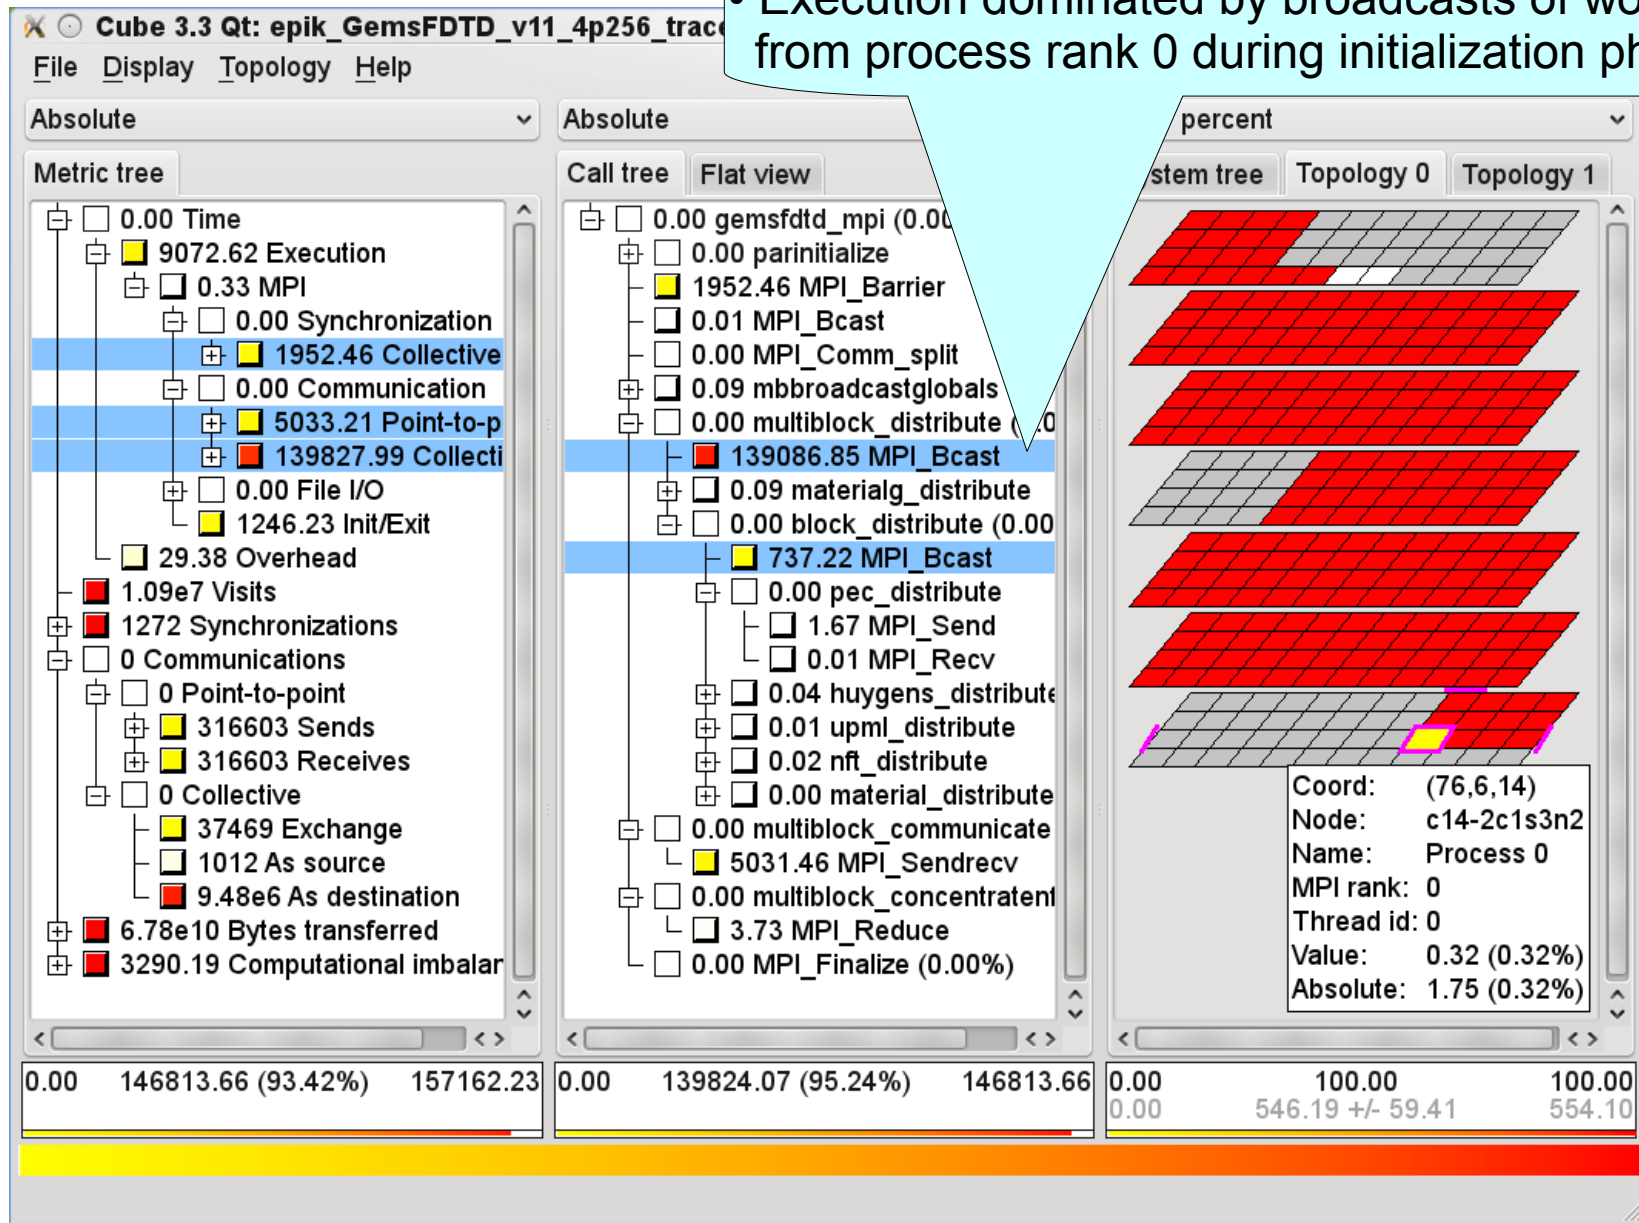 • Execution dominated by broadcasts of
from process rank 0 during initialization
Cube 3.3 Qt: epik_GemsFDTD_v11_4p256_trace
File Display Topology Help
Absolute
Absolute
percent
Metric tree
Call tree
Flat view
Topology 0
Topology 1
tree
0.00 Time
9072.62 Execution
0.33 MPI
0.00 Synchronization
1952.46 Collective
0.00 Communication
5033.21 Point-to-p
139827.99 Collecti
0.00 File I/O
1246.23 Init/Exit
29.38 Overhead
1.09e7 Visits
1272 Synchronizations
0 Communications
0 Point-to-point
316603 Sends
316603 Receives
0 Collective
37469 Exchange
1012 As source
9.48e6 As destination
6.78e10 Bytes transferred
3290.19 Computational imbalan
0.00 gemsfdtd_mpi (0.00
0.00 parinitialize
1952.46 MPI_Barrier
0.01 MPI_Bcast
0.00 MPI_Comm_split
0.09 mbbroadcastglobals
0.00 multiblock_distribute
139086.85 MPI_Bcast
0.09 materialg_distribute
0.00 block_distribute (0.00
737.22 MPI_Bcast
0.00 pec_distribute
1.67 MPI_Send
0.01 MPI_Recv
0.04 huygens_distribute
0.01 upml_distribute
0.02 nft_distribute
0.00 material_distribute
0.00 multiblock_communicate
5031.46 MPI_Sendrecv
0.00 multiblock_concentratenf
3.73 MPI_Reduce
0.00 MPI_Finalize (0.00%)
Coord: (76,6,14)
Node: c14-2c1s3n2
Name: Process 0
MPI rank: 0
Thread id: 0
Value: 0.32 (0.32%)
Absolute: 1.75 (0.32%)
0.00 146813.66 (93.42%) 157162.23
0.00 139824.07 (95.24%) 146813.66
0.00 100.00 100.00
0.00 546.19 +/- 59.41 554.10